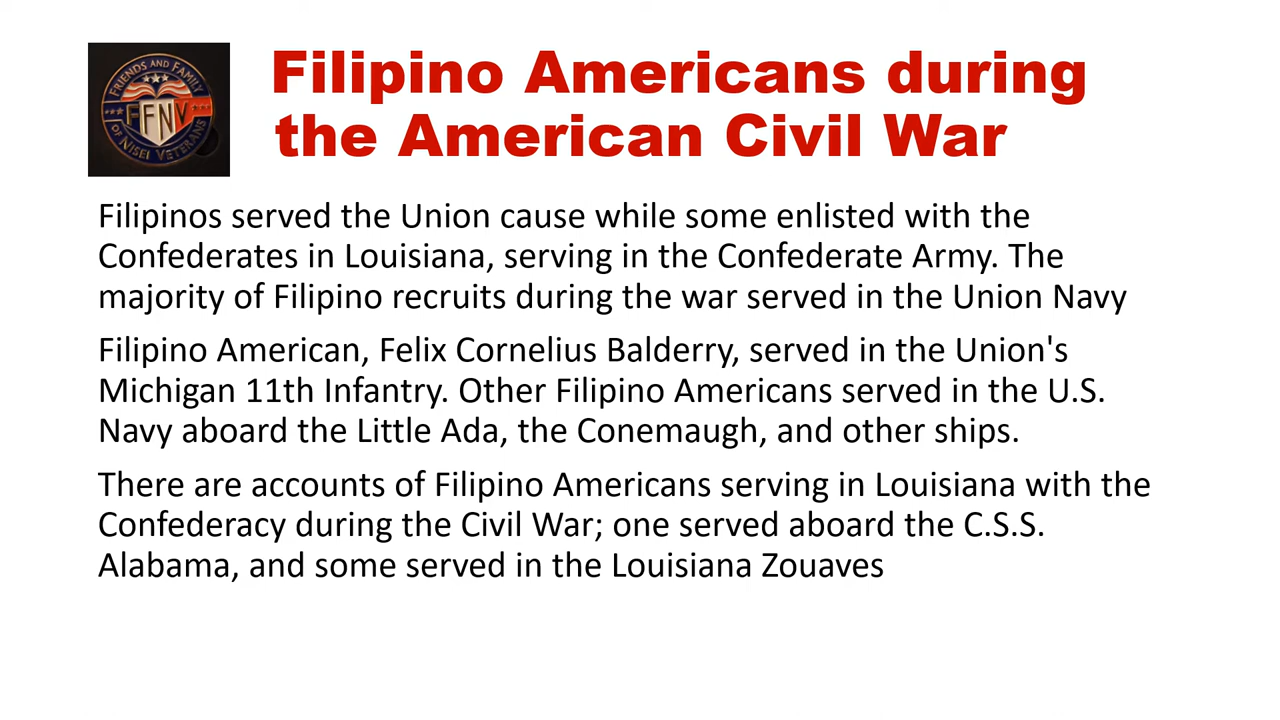 FRIENDS AND FAMILY
FFNV
OF NISEI VETERANS
Filipino Americans during
the American Civil War
Filipinos served the Union cause while some enlisted with the
Confederates in Louisiana, serving in the Confederate Army. The
majority of Filipino recruits during the war served in the Union Navy
Filipino American, Felix Cornelius Balderry, served in the Union's
Michigan 11th Infantry. Other Filipino Americans served in the U.S.
Navy aboard the Little Ada, the Conemaugh, and other ships.
There are accounts of Filipino Americans serving in Louisiana with the
Confederacy during the Civil War; one served aboard the C.S.S.
Alabama, and some served in the Louisiana Zouaves